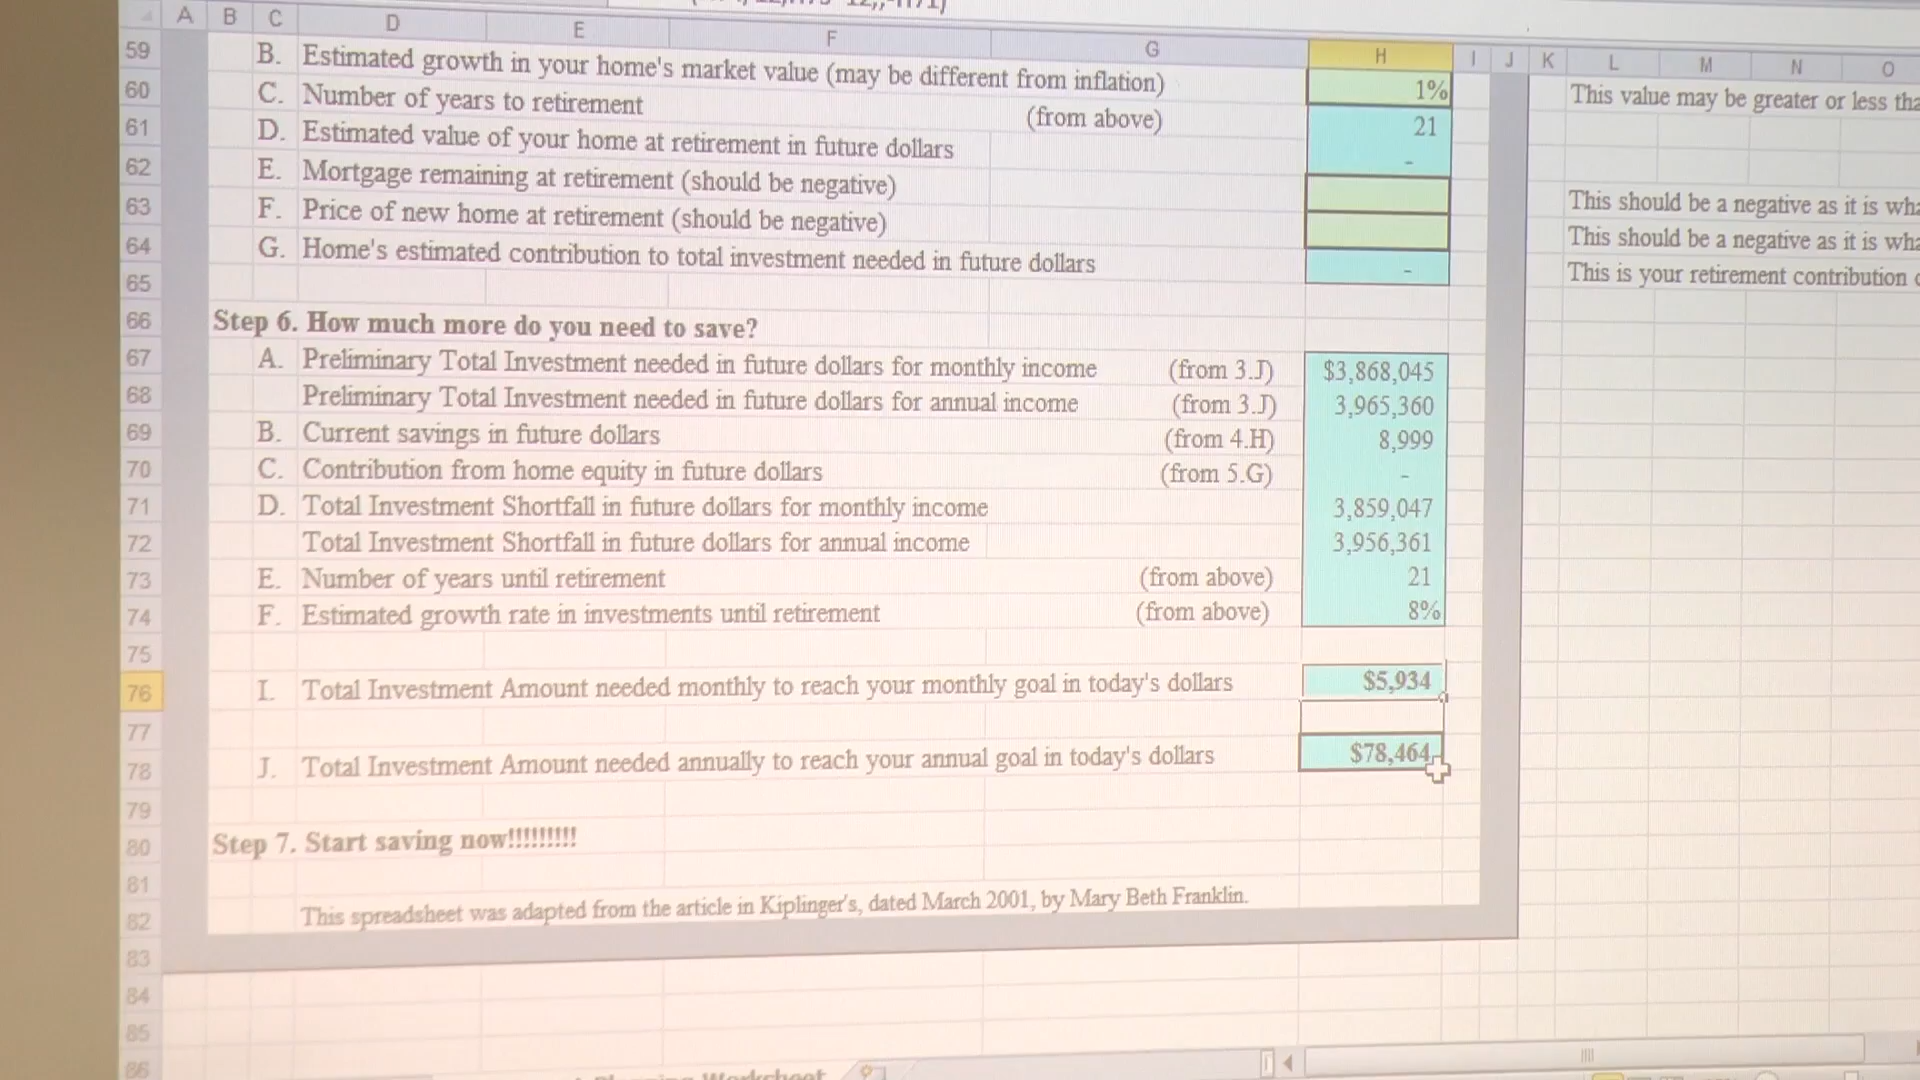 A B C D E F G H I J K L M N O
59 B. Estimated growth in your home's market value (may be different from inflation) 1% This value may be greater or less
60 C. Number of years to retirement (from above) 21
61 D. Estimated value of your home at retirement in future dollars -
62 E. Mortgage remaining at retirement (should be negative) This should be a negative as it is
63 F. Price of new home at retirement (should be negative) This should be a negative as it is
64 G. Home's estimated contribution to total investment needed in future dollars - This is your retirement contribution
65
66 Step 6. How much more do you need to save?
67 A. Preliminary Total Investment needed in future dollars for monthly income (from 3.J) $3,868,045
68 Preliminary Total Investment needed in future dollars for annual income (from 3.J) 3,965,360
69 B. Current savings in future dollars (from 4.H) 8,999
70 C. Contribution from home equity in future dollars (from 5.G) -
71 D. Total Investment Shortfall in future dollars for monthly income 3,859,047
72 Total Investment Shortfall in future dollars for annual income 3,956,361
73 E. Number of years until retirement (from above) 21
74 F. Estimated growth rate in investments until retirement (from above) 8%
75
76 I. Total Investment Amount needed monthly to reach your monthly goal in today's dollars $5,934
77
78 J. Total Investment Amount needed annually to reach your annual goal in today's dollars $78,464
79
80 Step 7. Start saving now!!!!!!!!!
81
82 This spreadsheet was adapted from the article in Kiplinger's, dated March 2001, by Mary Beth Franklin.
83
84
85
86